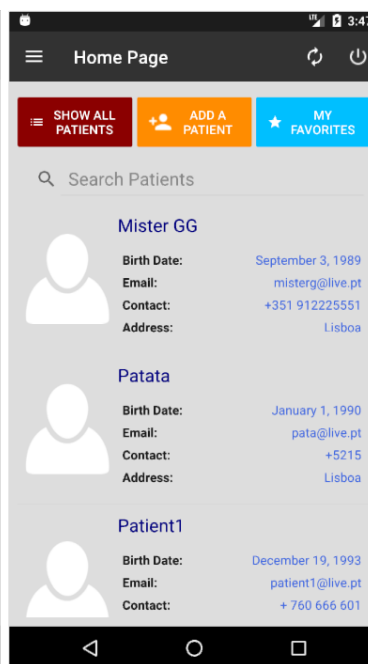 LTE 3:47
Home Page
SHOW ALL PATIENTS
ADD A PATIENT
MY FAVORITES
Search Patients
Mister GG
Birth Date: September 3, 1989
Email: misterg@live.pt
Contact: +351 912225551
Address: Lisboa
Patata
Birth Date: January 1, 1990
Email: pata@live.pt
Contact: +5215
Address: Lisboa
Patient1
Birth Date: December 19, 1993
Email: patient1@live.pt
Contact: + 760 666 601